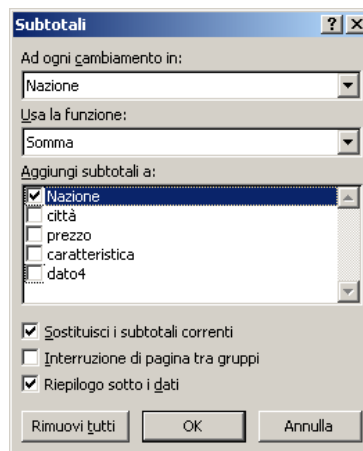 Subtotali
Ad ogni cambiamento in:
Nazione
Usa la funzione:
Somma
Aggiungi subtotali a:
Nazione
città
prezzo
caratteristica
dato4
Sostituisci i subtotali correnti
Interruzione di pagina tra gruppi
Riepilogo sotto i dati
Rimuovi tutti OK Annulla